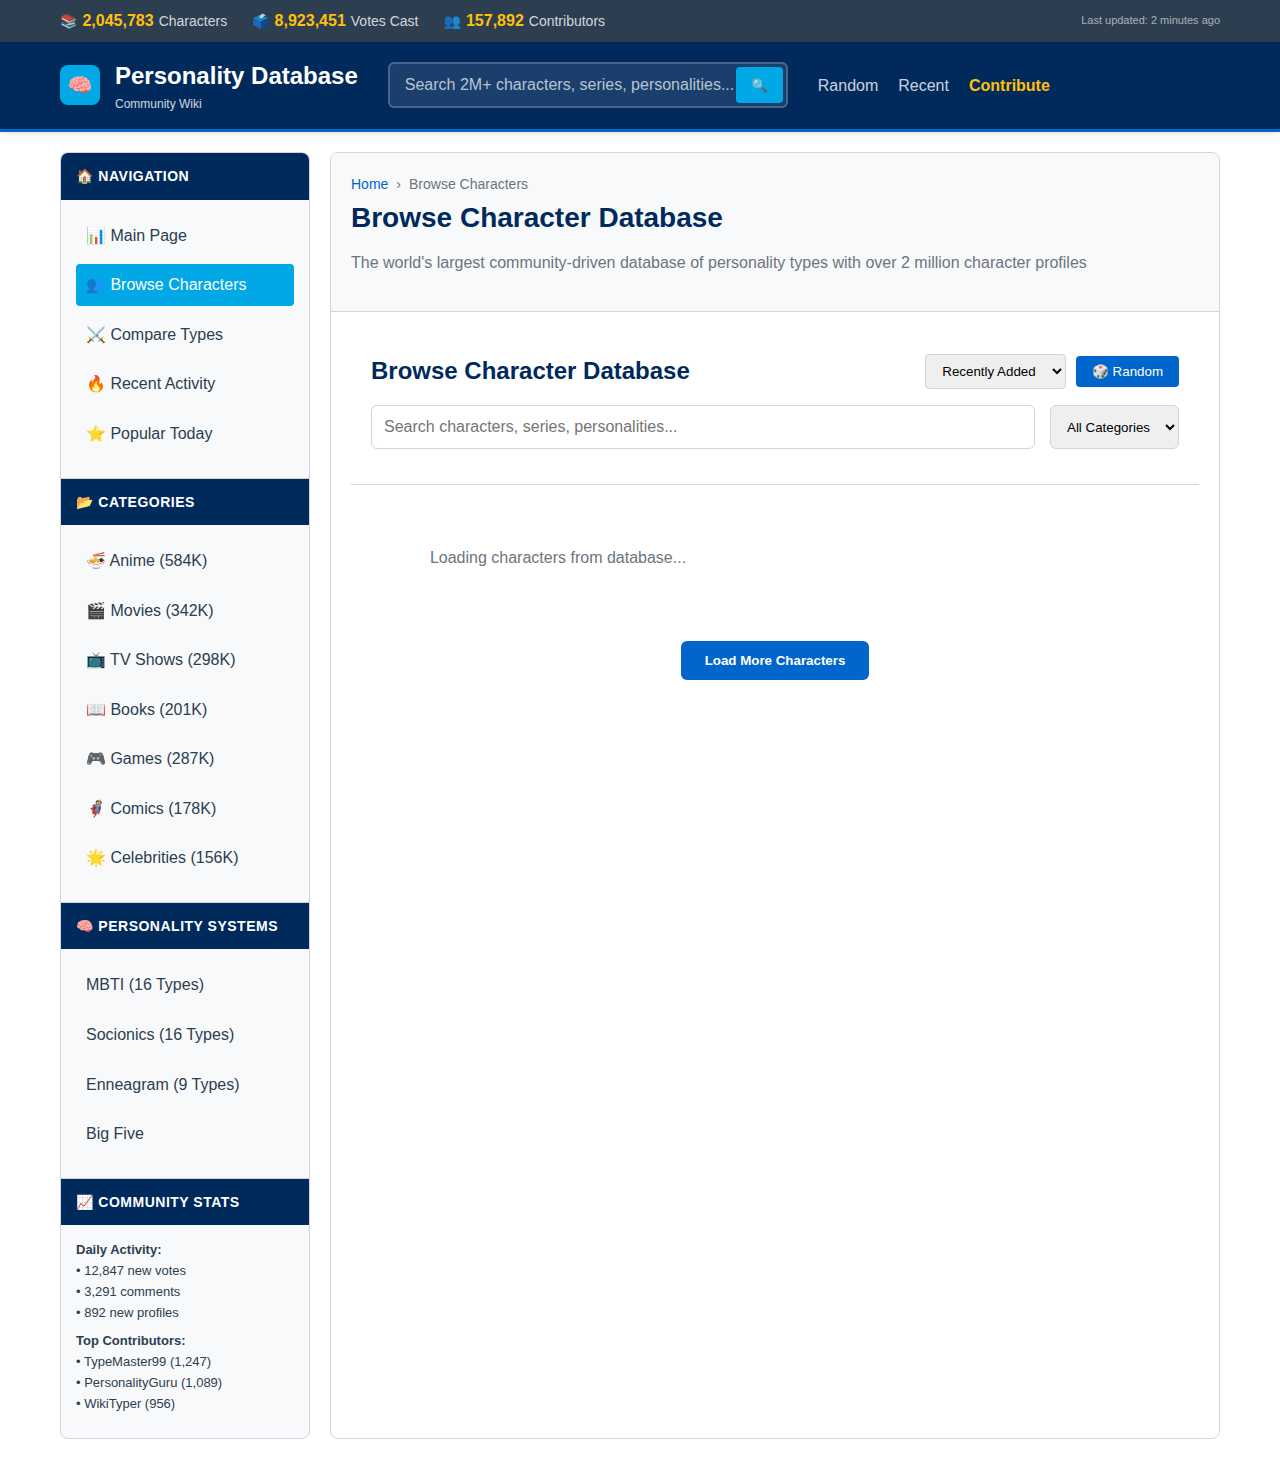 2,045,783 Characters 8,923,451 Votes Cast 157,892 Contributors Last updated: 2 minutes ago
Personality Database
Community Wiki
Search 2M+ characters, series, personalities...
Random Recent Contribute
NAVIGATION
Main Page
Browse Characters
Compare Types
Recent Activity
Popular Today
CATEGORIES
Anime (584K)
Movies (342K)
TV Shows (298K)
Books (201K)
Games (287K)
Comics (178K)
Celebrities (156K)
PERSONALITY SYSTEMS
MBTI (16 Types)
Socionics (16 Types)
Enneagram (9 Types)
Big Five
COMMUNITY STATS
Daily Activity:
• 12,847 new votes
• 3,291 comments
• 892 new profiles
Top Contributors:
• TypeMaster99 (1,247)
• PersonalityGuru (1,089)
• WikiTyper (956)
Home › Browse Characters
Browse Character Database
The world's largest community-driven database of personality types with over 2 million character profiles
Browse Character Database
Recently Added Random
Search characters, series, personalities... All Categories
Loading characters from database...
Load More Characters